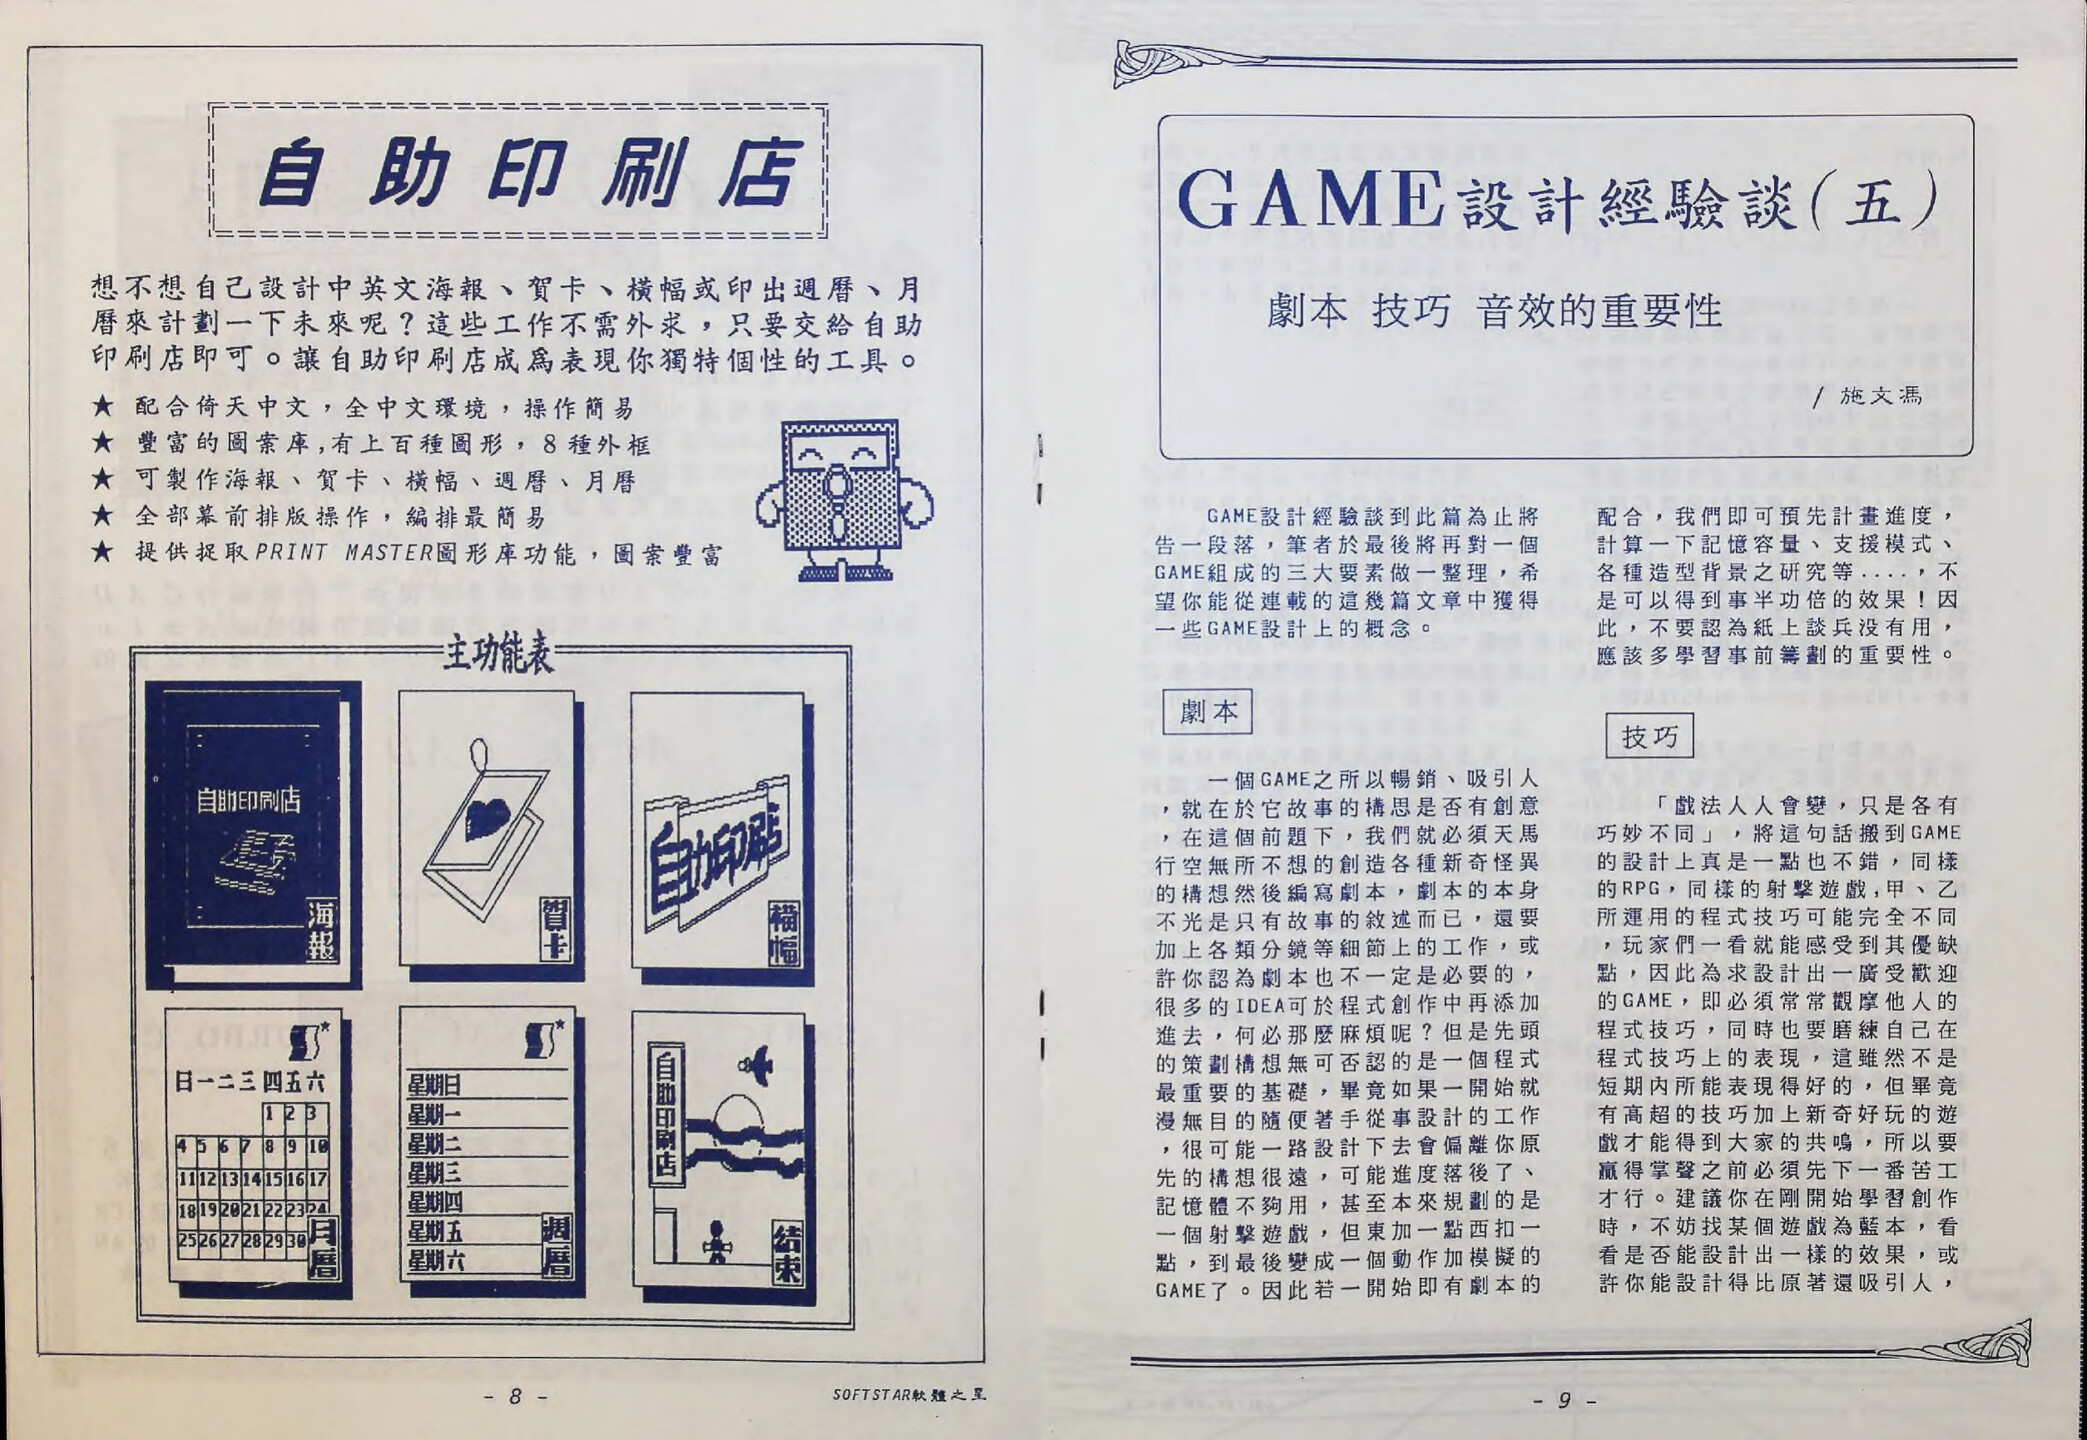 自助印刷店
想不想自己設計中英文海報、賀卡、橫幅或印出週曆、月
曆來計劃一下未來呢？這些工作不需外求，只要交給自助
印刷店即可。讓自助印刷店成爲表現你獨特個性的工具。
★ 配合倚天中文，全中文環境，操作簡易
★ 豐富的圖案庫,有上百種圖形，8種外框
★ 可製作海報、賀卡、橫幅、週曆、月曆
★ 全部幕前排版操作，編排最簡易
★ 提供捉取PRINT MASTER圖形庫功能，圖案豐富
主功能表
自助印刷店
海報
賀卡
自助印刷店
橫幅
日一二三四五六
1 2 3
4 5 6 7 8 9 10
11 12 13 14 15 16 17
18 19 20 21 22 23 24
25 26 27 28 29 30
月曆
星期日
星期一
星期二
星期三
星期四
星期五
星期六
週曆
自助印刷店
結束
- 8 -
SOFTSTAR軟體之星
GAME設計經驗談(五)
劇本 技巧 音效的重要性
/ 施文馮
GAME設計經驗談到此篇為止將
告一段落，筆者於最後將再對一個
GAME組成的三大要素做一整理，希
望你能從連載的這幾篇文章中獲得
一些GAME設計上的概念。
劇本
一個GAME之所以暢銷、吸引人
，就在於它故事的構思是否有創意
，在這個前題下，我們就必須天馬
行空無所不想的創造各種新奇怪異
的構想然後編寫劇本，劇本的本身
不光是只有故事的敘述而已，還要
加上各類分鏡等細節上的工作，或
許你認為劇本也不一定是必要的，
很多的IDEA可於程式創作中再添加
進去，何必那麼麻煩呢？但是先頭
的策劃構想無可否認的是一個程式
最重要的基礎，畢竟如果一開始就
漫無目的隨便著手從事設計的工作
，很可能一路設計下去會偏離你原
先的構想很遠，可能進度落後了、
記憶體不夠用，甚至本來規劃的是
一個射擊遊戲，但東加一點西扣一
點，到最後變成一個動作加模擬的
GAME了。因此若一開始即有劇本的
配合，我們即可預先計畫進度，
計算一下記憶容量、支援模式、
各種造型背景之研究等....，不
是可以得到事半功倍的效果！因
此，不要認為紙上談兵没有用，
應該多學習事前籌劃的重要性。
技巧
「戲法人人會變，只是各有
巧妙不同」，將這句話搬到GAME
的設計上真是一點也不錯，同樣
的RPG，同樣的射擊遊戲,甲、乙
所運用的程式技巧可能完全不同
，玩家們一看就能感受到其優缺
點，因此為求設計出一廣受歡迎
的GAME，即必須常常觀摩他人的
程式技巧，同時也要磨練自己在
程式技巧上的表現，這雖然不是
短期內所能表現得好的，但畢竟
有高超的技巧加上新奇好玩的遊
戲才能得到大家的共鳴，所以要
贏得掌聲之前必須先下一番苦工
才行。建議你在剛開始學習創作
時，不妨找某個遊戲為藍本，看
看是否能設計出一樣的效果，或
許你能設計得比原著還吸引人，
- 9 -